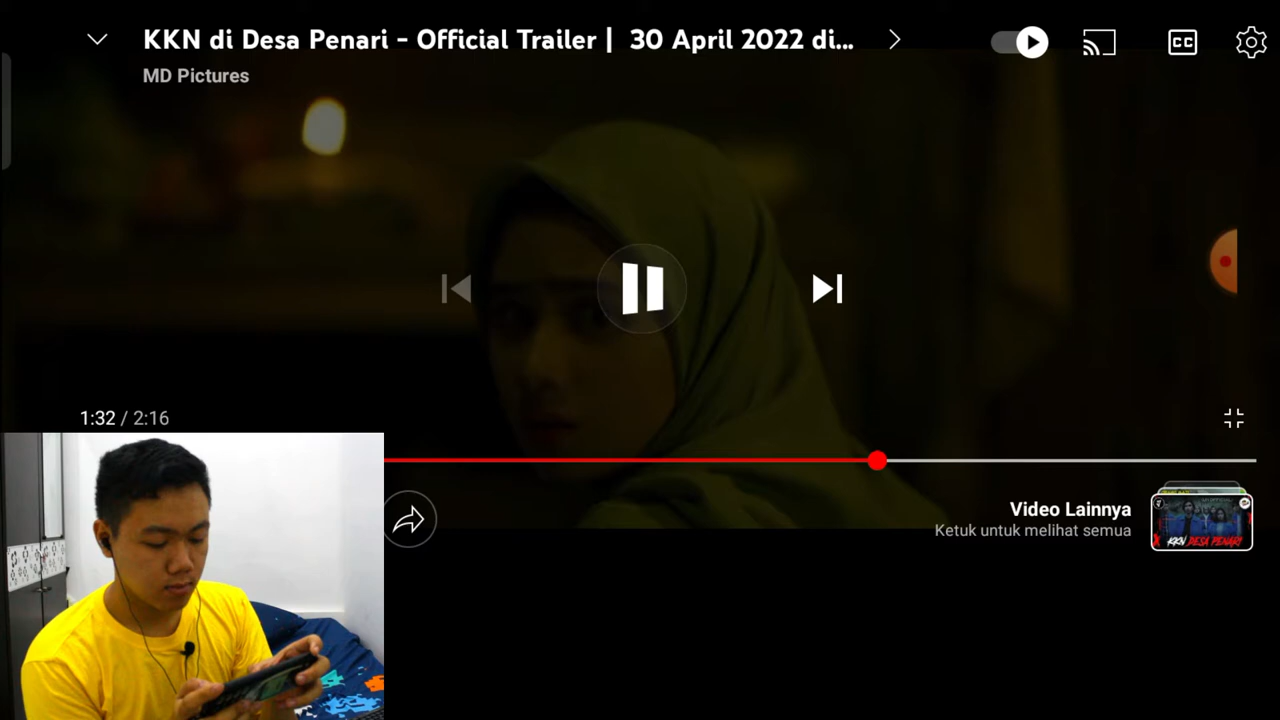 KKN di Desa Penari - Official Trailer | 30 April 2022 di...
MD Pictures
CC
1:32 / 2:16
Video Lainnya
Ketuk untuk melihat semua
KKN DESA PENARI